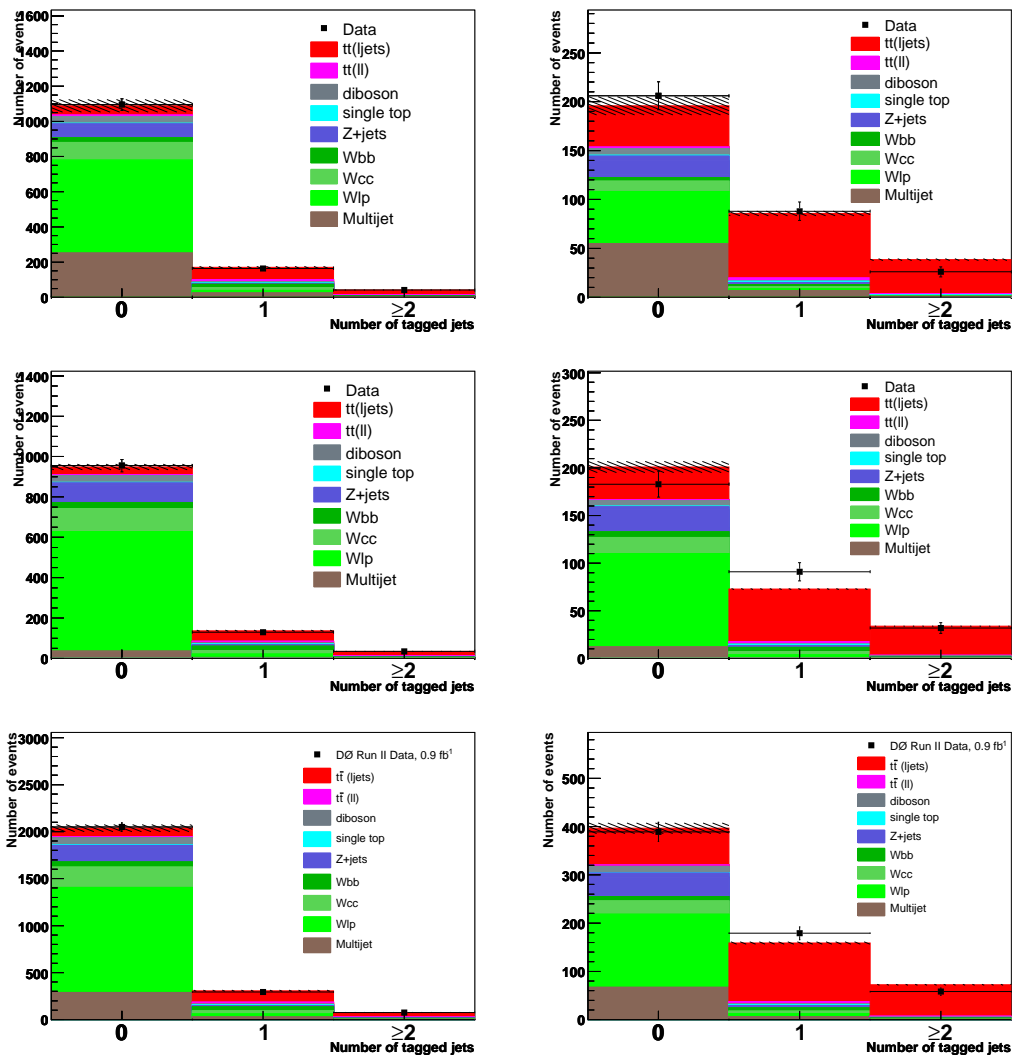 Number of events
1600
1400
1200
1000
800
600
400
200
0
Data
tt(ljets)
tt(ll)
diboson
single top
Z+jets
Wbb
Wcc
Wlp
Multijet
0 1 ≥2
Number of tagged jets
Number of events
250
200
150
100
50
0
Data
tt(ljets)
tt(ll)
diboson
single top
Z+jets
Wbb
Wcc
Wlp
Multijet
0 1 ≥2
Number of tagged jets
Number of events
1400
1200
1000
800
600
400
200
0
Data
tt(ljets)
tt(ll)
diboson
single top
Z+jets
Wbb
Wcc
Wlp
Multijet
0 1 ≥2
Number of tagged jets
Number of events
300
250
200
150
100
50
0
Data
tt(ljets)
tt(ll)
diboson
single top
Z+jets
Wbb
Wcc
Wlp
Multijet
0 1 ≥2
Number of tagged jets
Number of events
3000
2500
2000
1500
1000
500
0
DØ Run II Data, 0.9 fb¹
tt̄ (ljets)
tt̄ (ll)
diboson
single top
Z+jets
Wbb
Wcc
Wlp
Multijet
0 1 ≥2
Number of tagged jets
Number of events
500
400
300
200
100
0
DØ Run II Data, 0.9 fb¹
tt̄ (ljets)
tt̄ (ll)
diboson
single top
Z+jets
Wbb
Wcc
Wlp
Multijet
0 1 ≥2
Number of tagged jets